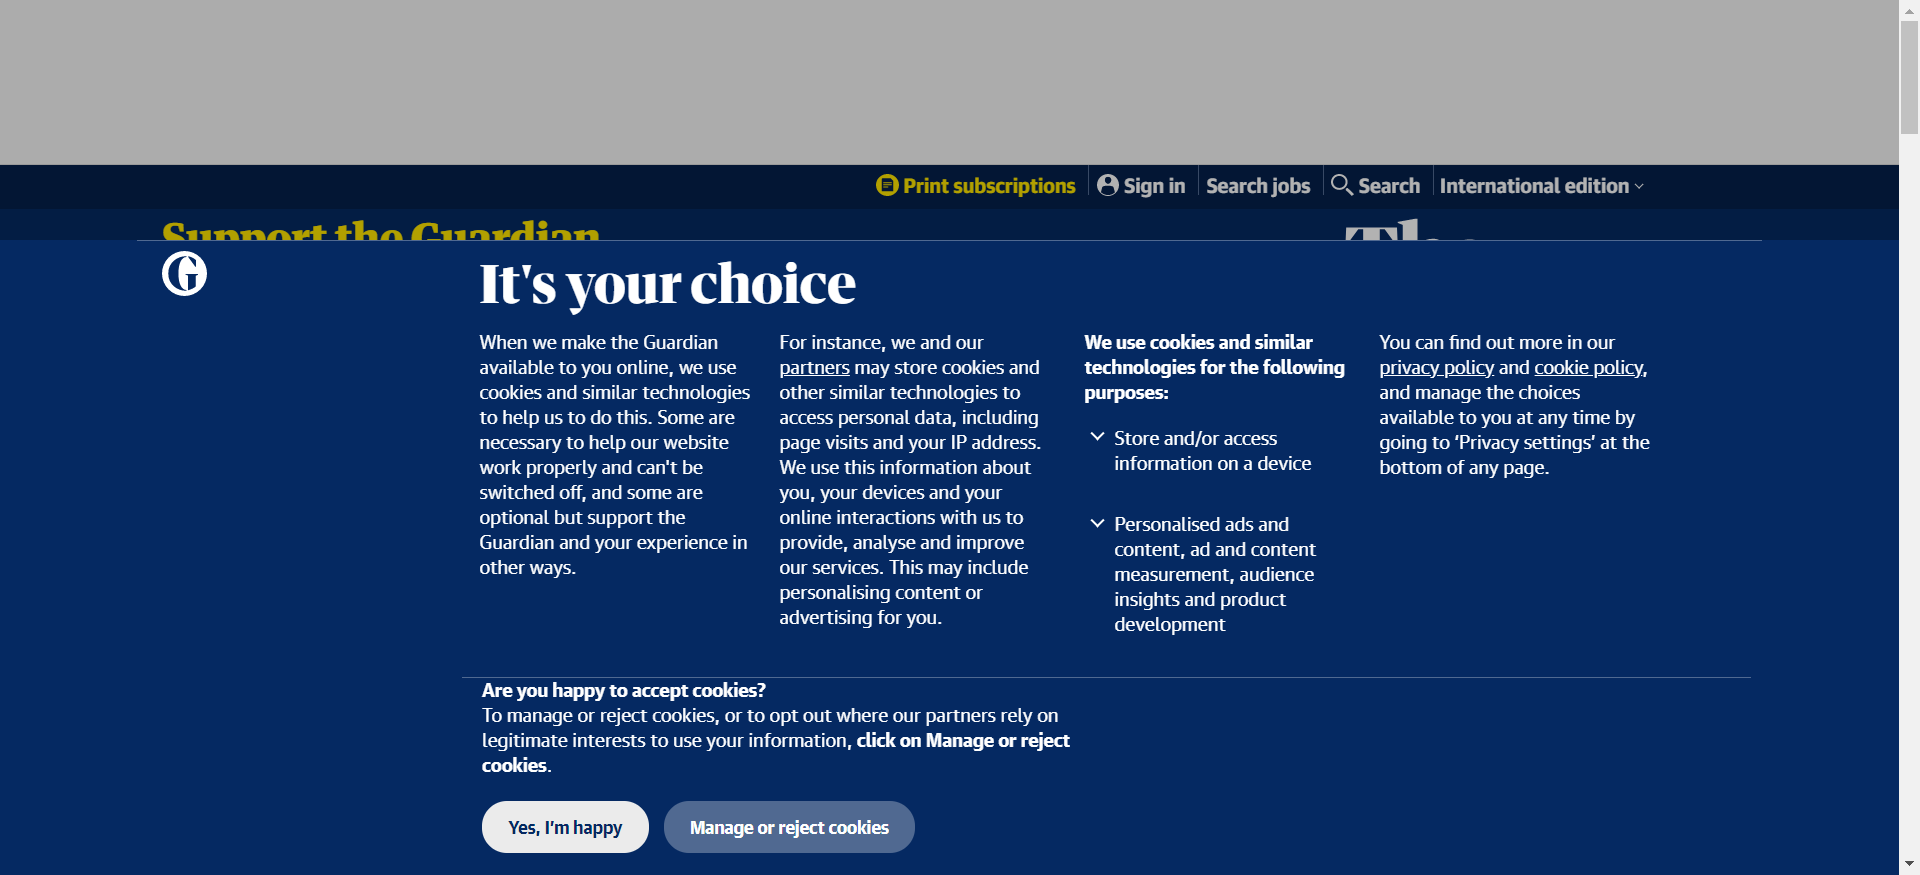 Print subscriptions
Sign in
Search jobs
Search
International edition
Support the Guardian
The
It's your choice
When we make the Guardian
available to you online, we use
cookies and similar technologies
to help us to do this. Some are
necessary to help our website
work properly and can't be
switched off, and some are
optional but support the
Guardian and your experience in
other ways.
For instance, we and our
partners may store cookies and
other similar technologies to
access personal data, including
page visits and your IP address.
We use this information about
you, your devices and your
online interactions with us to
provide, analyse and improve
our services. This may include
personalising content or
advertising for you.
We use cookies and similar
technologies for the following
purposes:
Store and/or access
information on a device
Personalised ads and
content, ad and content
measurement, audience
insights and product
development
You can find out more in our
privacy policy and cookie policy,
and manage the choices
available to you at any time by
going to ‘Privacy settings’ at the
bottom of any page.
Are you happy to accept cookies?
To manage or reject cookies, or to opt out where our partners rely on
legitimate interests to use your information, click on Manage or reject
cookies.
Yes, I’m happy
Manage or reject cookies